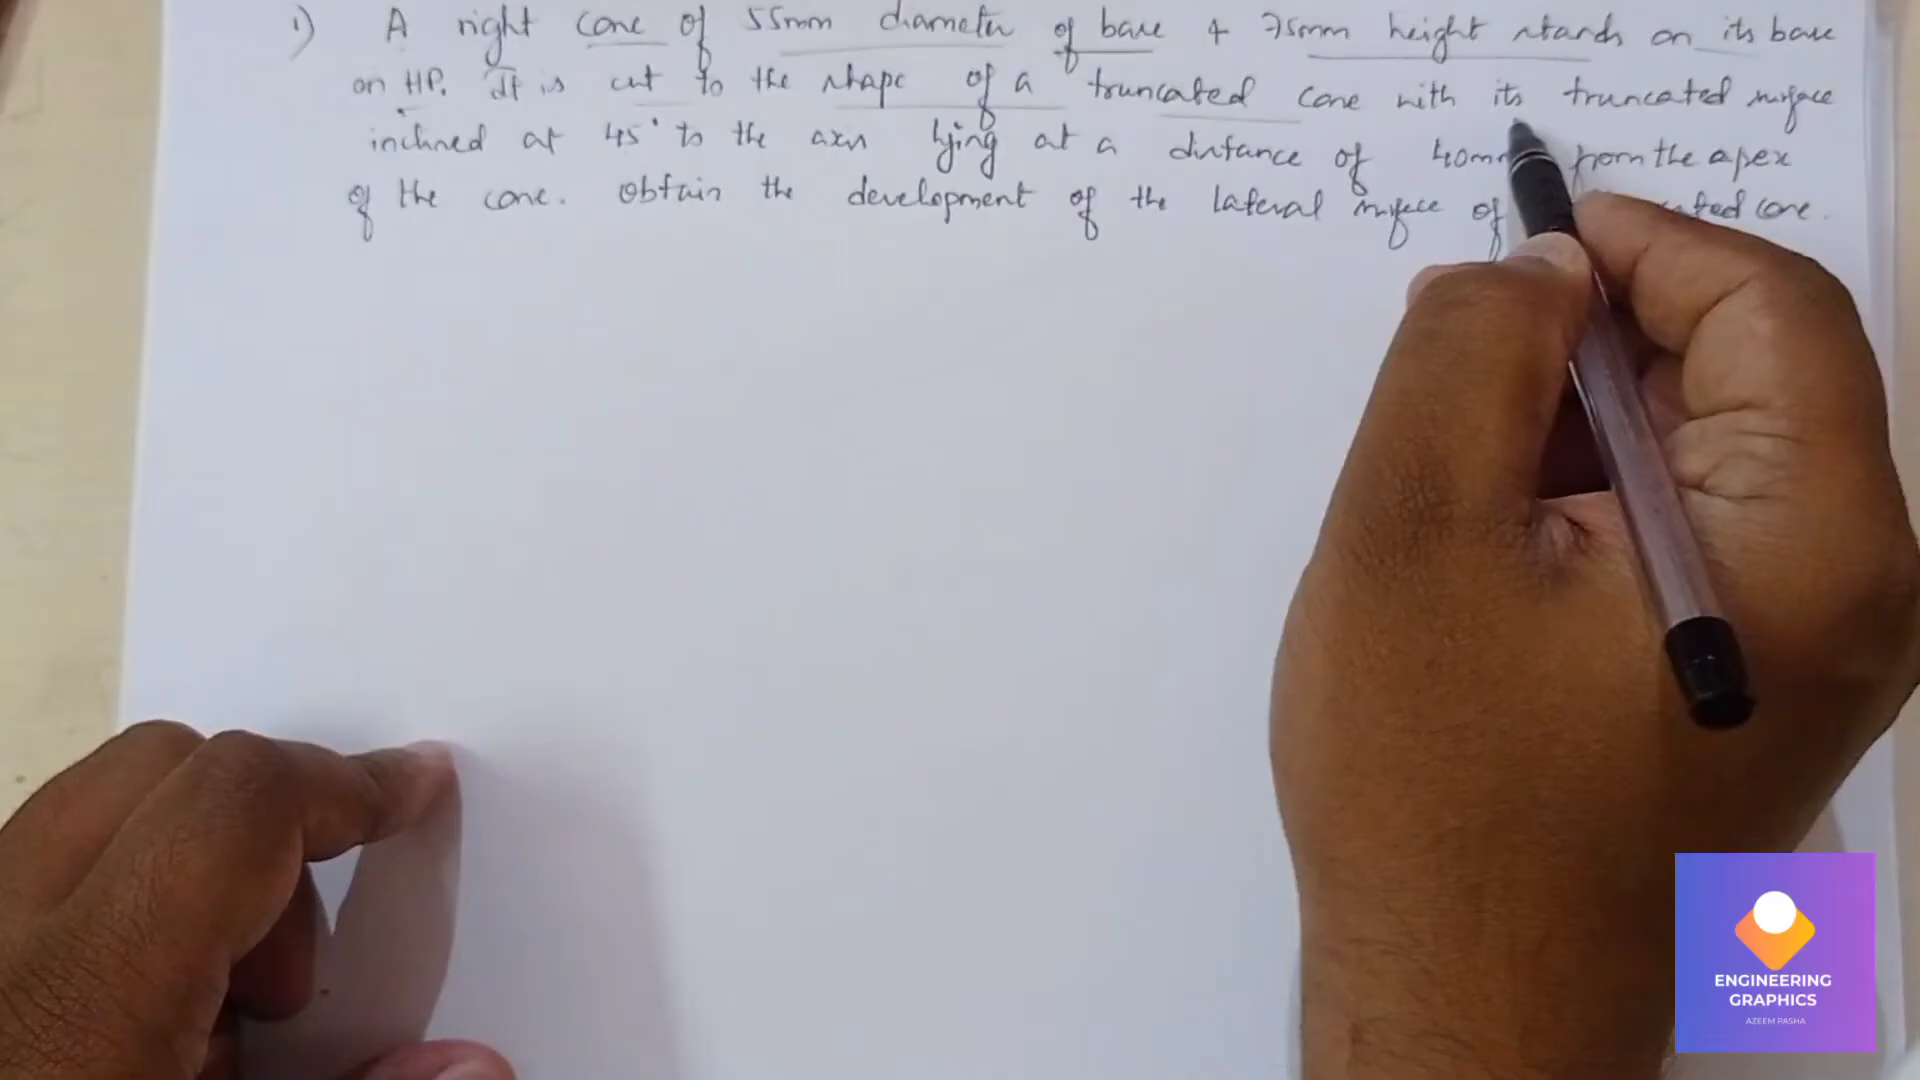 1) A right cone of 55mm diameter of base & 75mm height stands on its base
on HP. It is cut to the shape of a truncated cone with its truncated surface
inclined at 45° to the axis lying at a distance of 40mm from the apex
of the cone. Obtain the development of the lateral surface of cone.
ENGINEERING
GRAPHICS
AZEEM PASHA